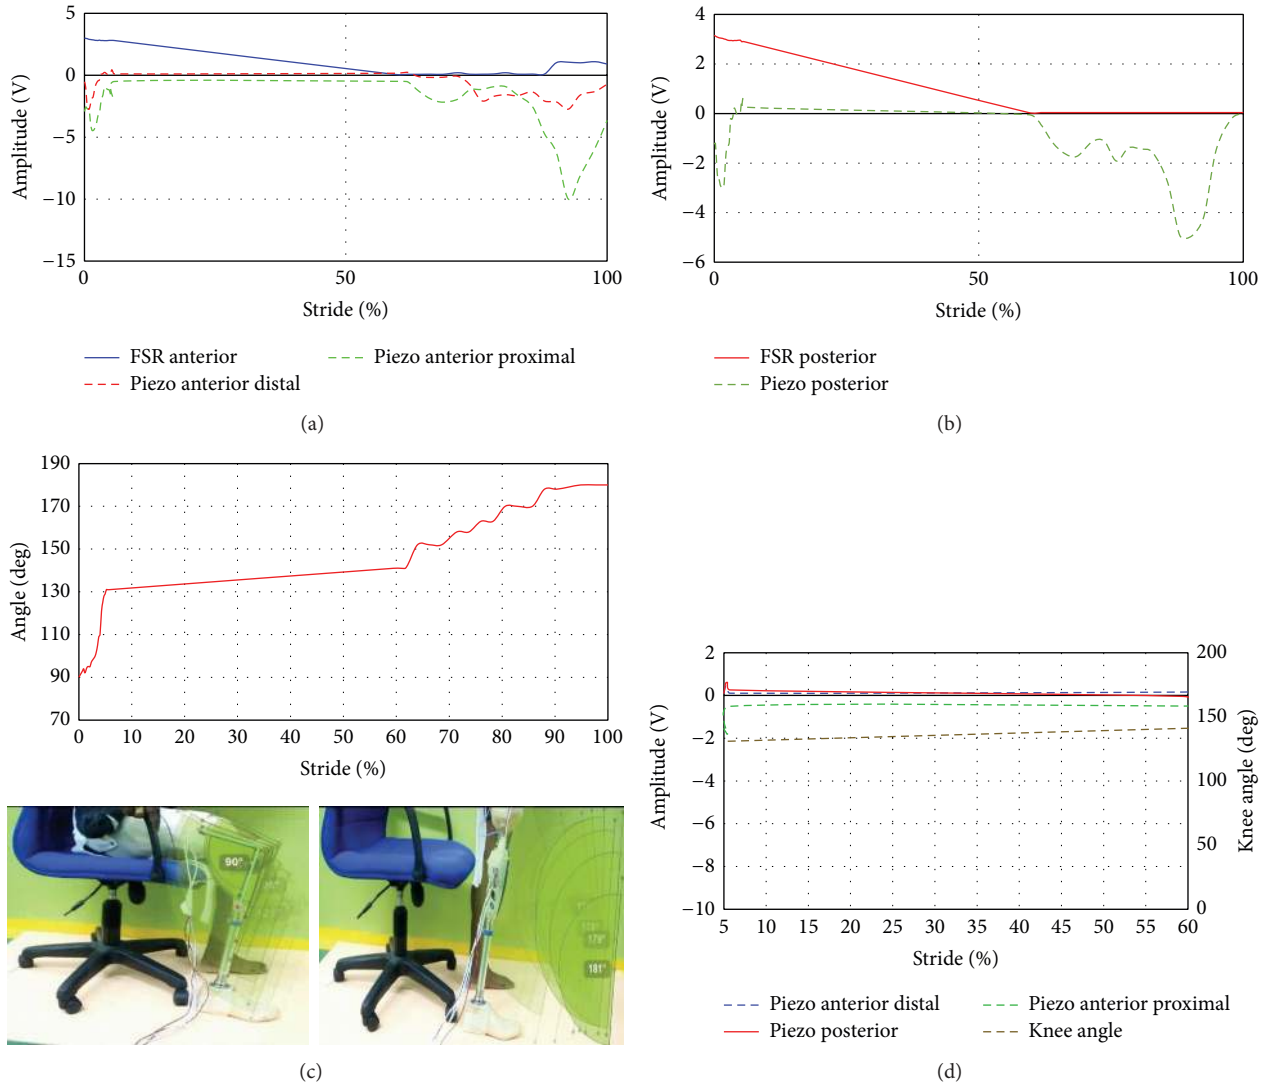 5
0
−5
−10
−15
Amplitude (V)
0
50
100
Stride (%)
FSR anterior
Piezo anterior distal
Piezo anterior proximal
(a)
4
2
0
−2
−4
−6
Amplitude (V)
0
50
100
Stride (%)
FSR posterior
Piezo posterior
(b)
190
170
150
130
110
90
70
Angle (deg)
0 10 20 30 40 50 60 70 80 90 100
Stride (%)
90°
179°
181°
(c)
2
0
−2
−4
−6
−8
−10
Amplitude (V)
200
150
100
50
0
Knee angle (deg)
5 10 15 20 25 30 35 40 45 50 55 60
Stride (%)
Piezo anterior distal
Piezo posterior
Piezo anterior proximal
Knee angle
(d)